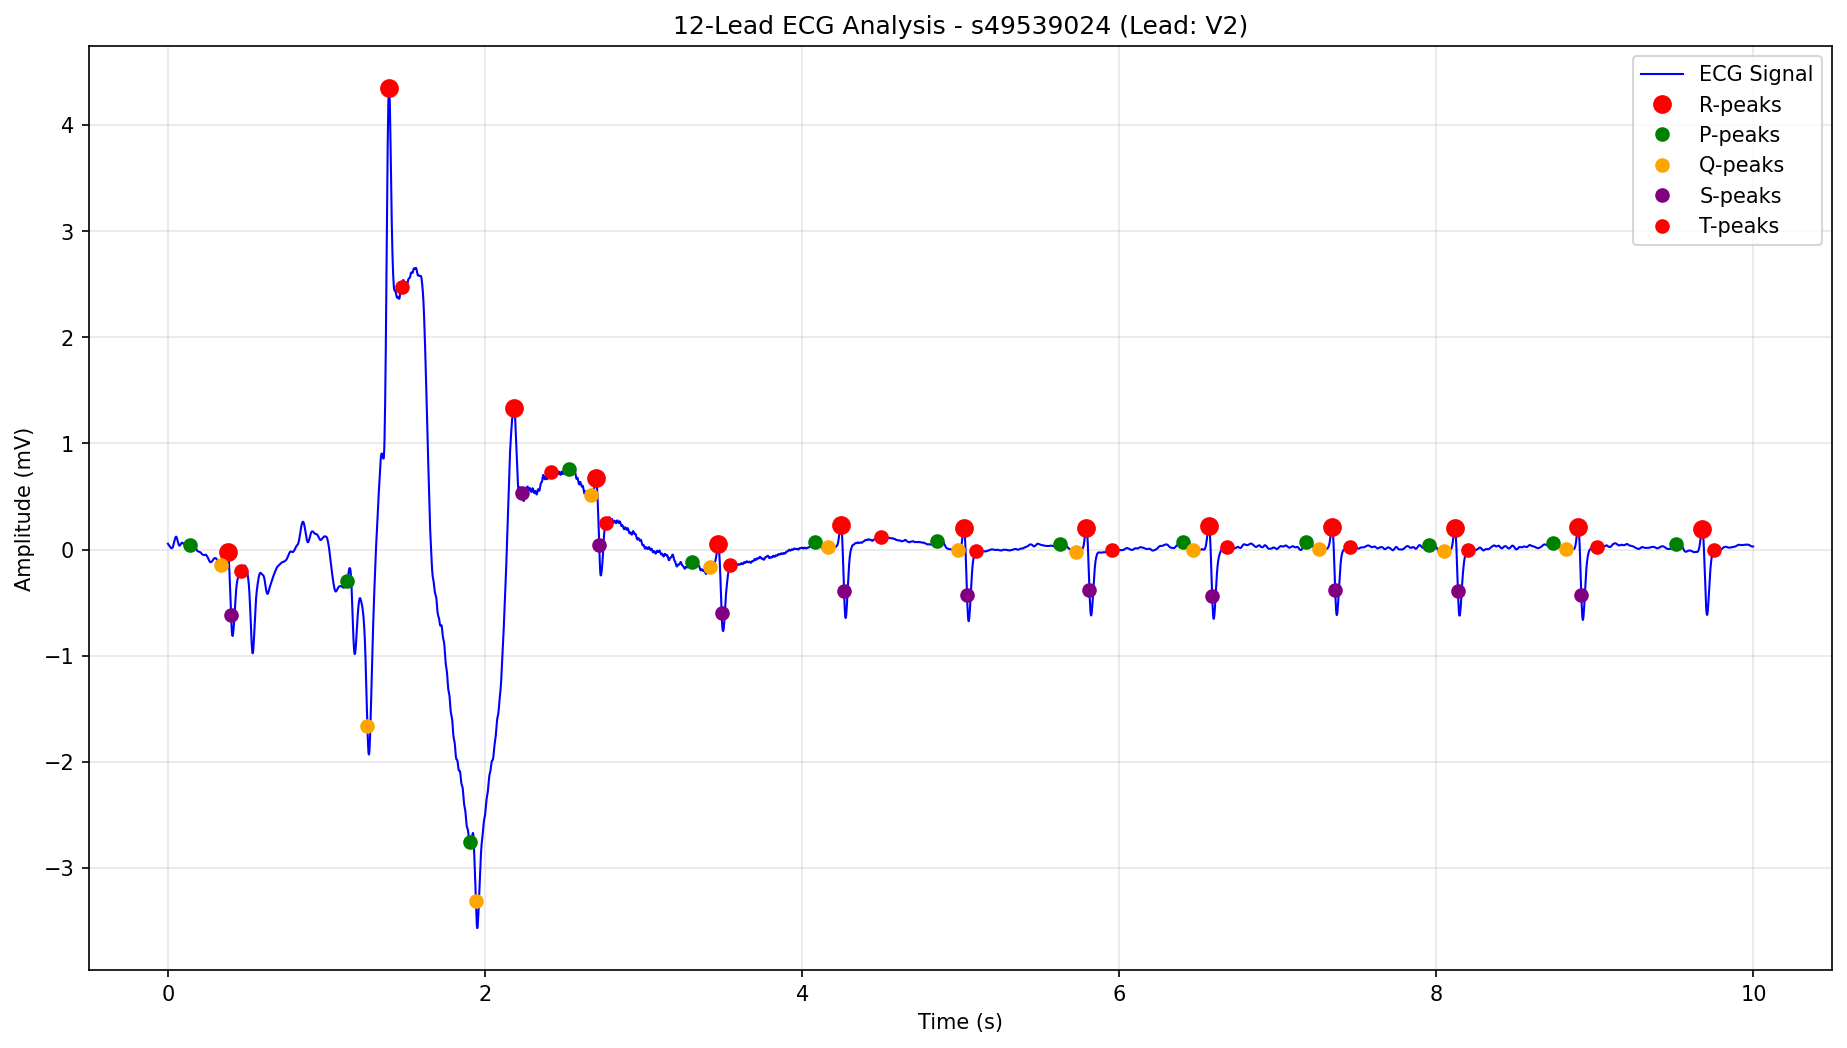 12-Lead ECG Analysis - s49539024 (Lead: V2)
ECG Signal
R-peaks
P-peaks
Q-peaks
S-peaks
T-peaks
Amplitude (mV)
4
3
2
1
0
−1
−2
−3
0
2
4
6
8
10
Time (s)